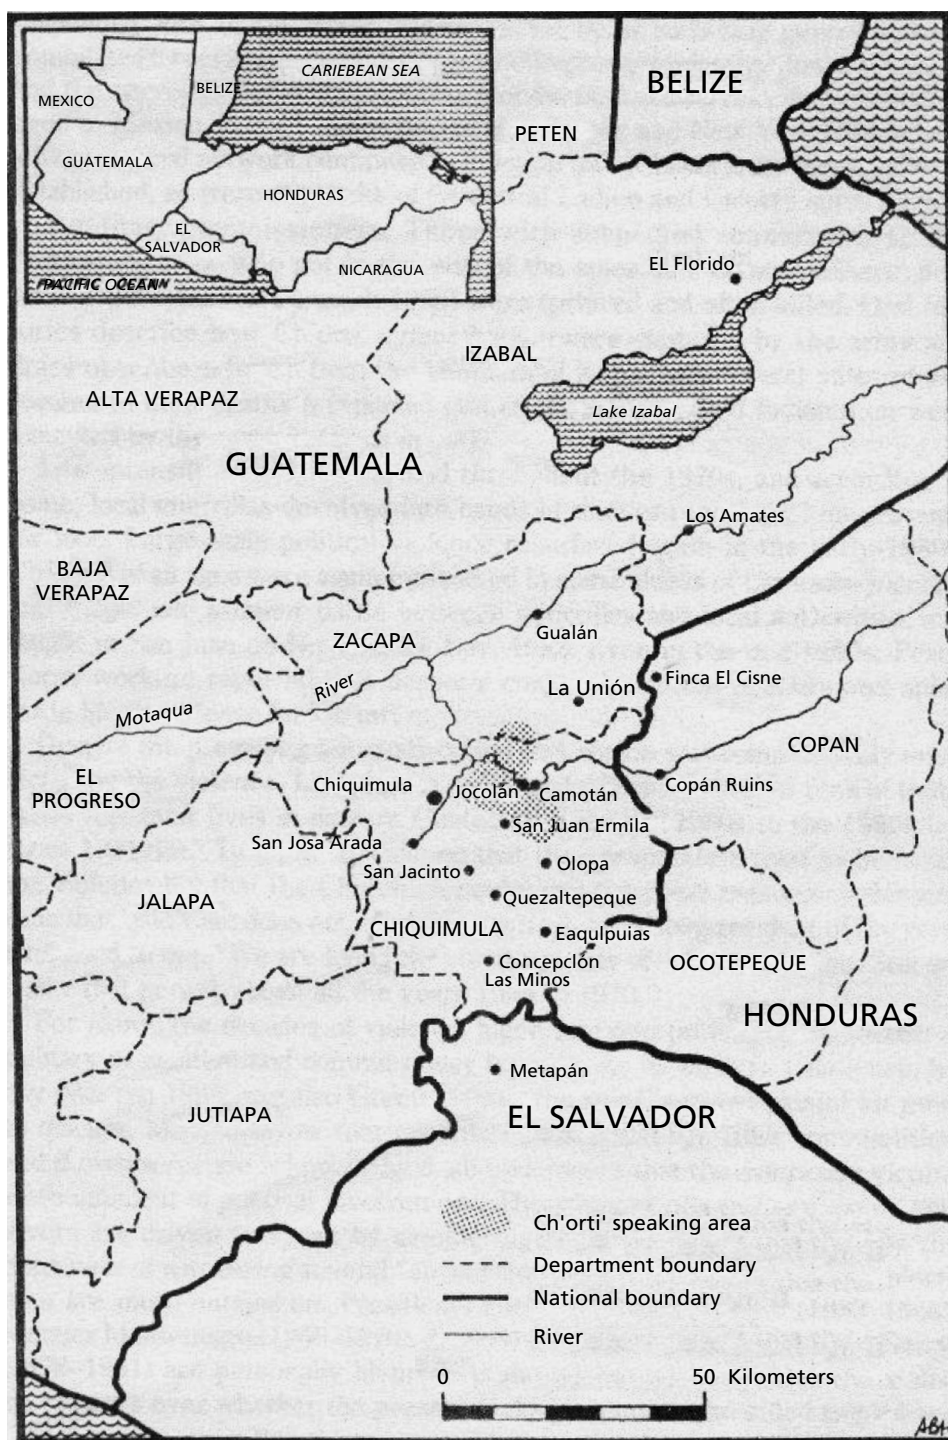 CARIEBEAN SEA
BELIZE
MEXICO
GUATEMALA
HONDURAS
EL
SALVADOR
NICARAGUA
PACIFIC OCEAN
BELIZE
PETEN
El Florido
IZABAL
Lake Izabal
ALTA VERAPAZ
GUATEMALA
Los Amates
BAJA
VERAPAZ
ZACAPA
Gualán
La Unión
Finca El Cisne
River
Motaqua
COPAN
EL
PROGRESO
Chiquimula
Jocolán
Camotán
Copán Ruins
San Josa Arada
San Juan Ermila
San Jacinto
Olopa
JALAPA
Quezaltepeque
CHIQUIMULA
Eaqulpuias
OCOTEPEQUE
Concepclón
Las Minos
HONDURAS
Metapán
JUTIAPA
EL SALVADOR
Ch'orti' speaking area
Department boundary
National boundary
River
0 50 Kilometers